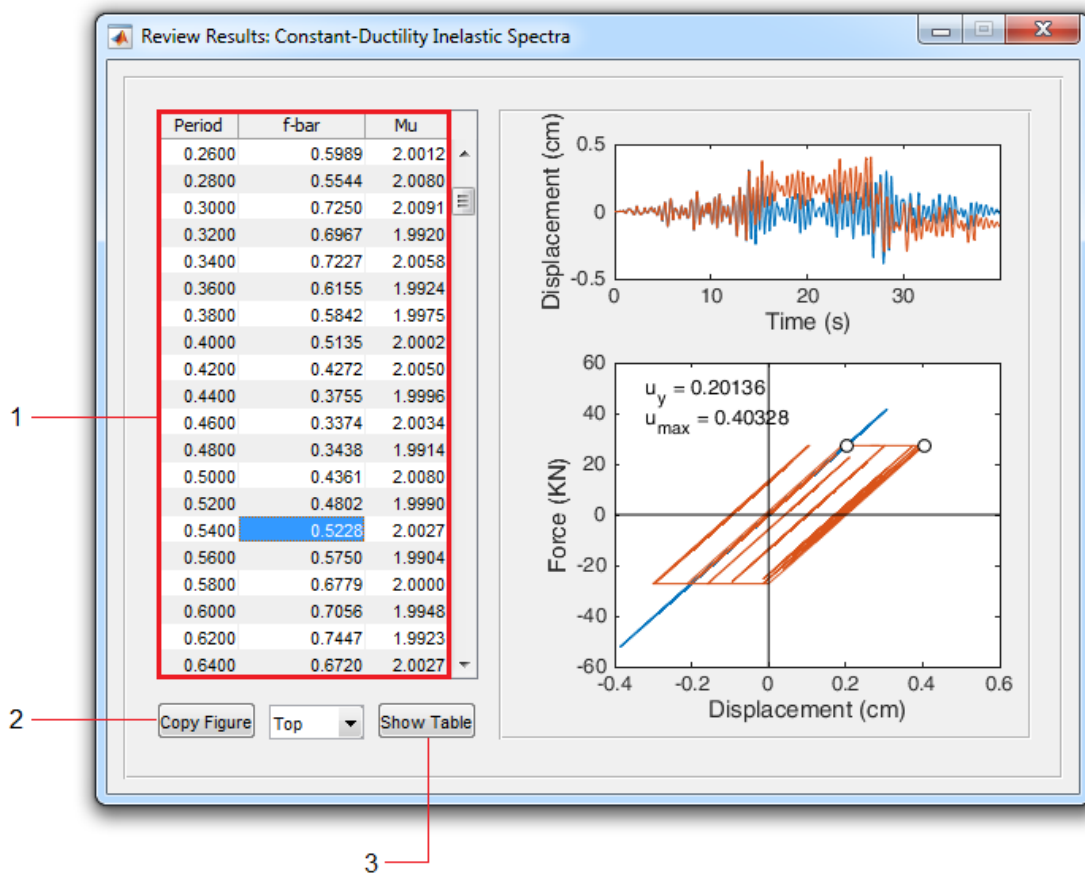 Review Results: Constant-Ductility Inelastic Spectra
Period f-bar Mu
0.2600 0.5989 2.0012
0.2800 0.5544 2.0080
0.3000 0.7250 2.0091
0.3200 0.6967 1.9920
0.3400 0.7227 2.0058
0.3600 0.6155 1.9924
0.3800 0.5842 1.9975
0.4000 0.5135 2.0002
0.4200 0.4272 2.0050
0.4400 0.3755 1.9996
0.4600 0.3374 2.0034
0.4800 0.3438 1.9914
0.5000 0.4361 2.0080
0.5200 0.4802 1.9990
0.5400 0.5228 2.0027
0.5600 0.5750 1.9904
0.5800 0.6779 2.0000
0.6000 0.7056 1.9948
0.6200 0.7447 1.9923
0.6400 0.6720 2.0027
1
2
Copy Figure Top Show Table
3
Displacement (cm)
0.5
0
-0.5
0 10 20 30
Time (s)
Force (KN)
60
40
20
0
-20
-40
-60
u_y = 0.20136
u_max = 0.40328
-0.4 -0.2 0 0.2 0.4 0.6
Displacement (cm)